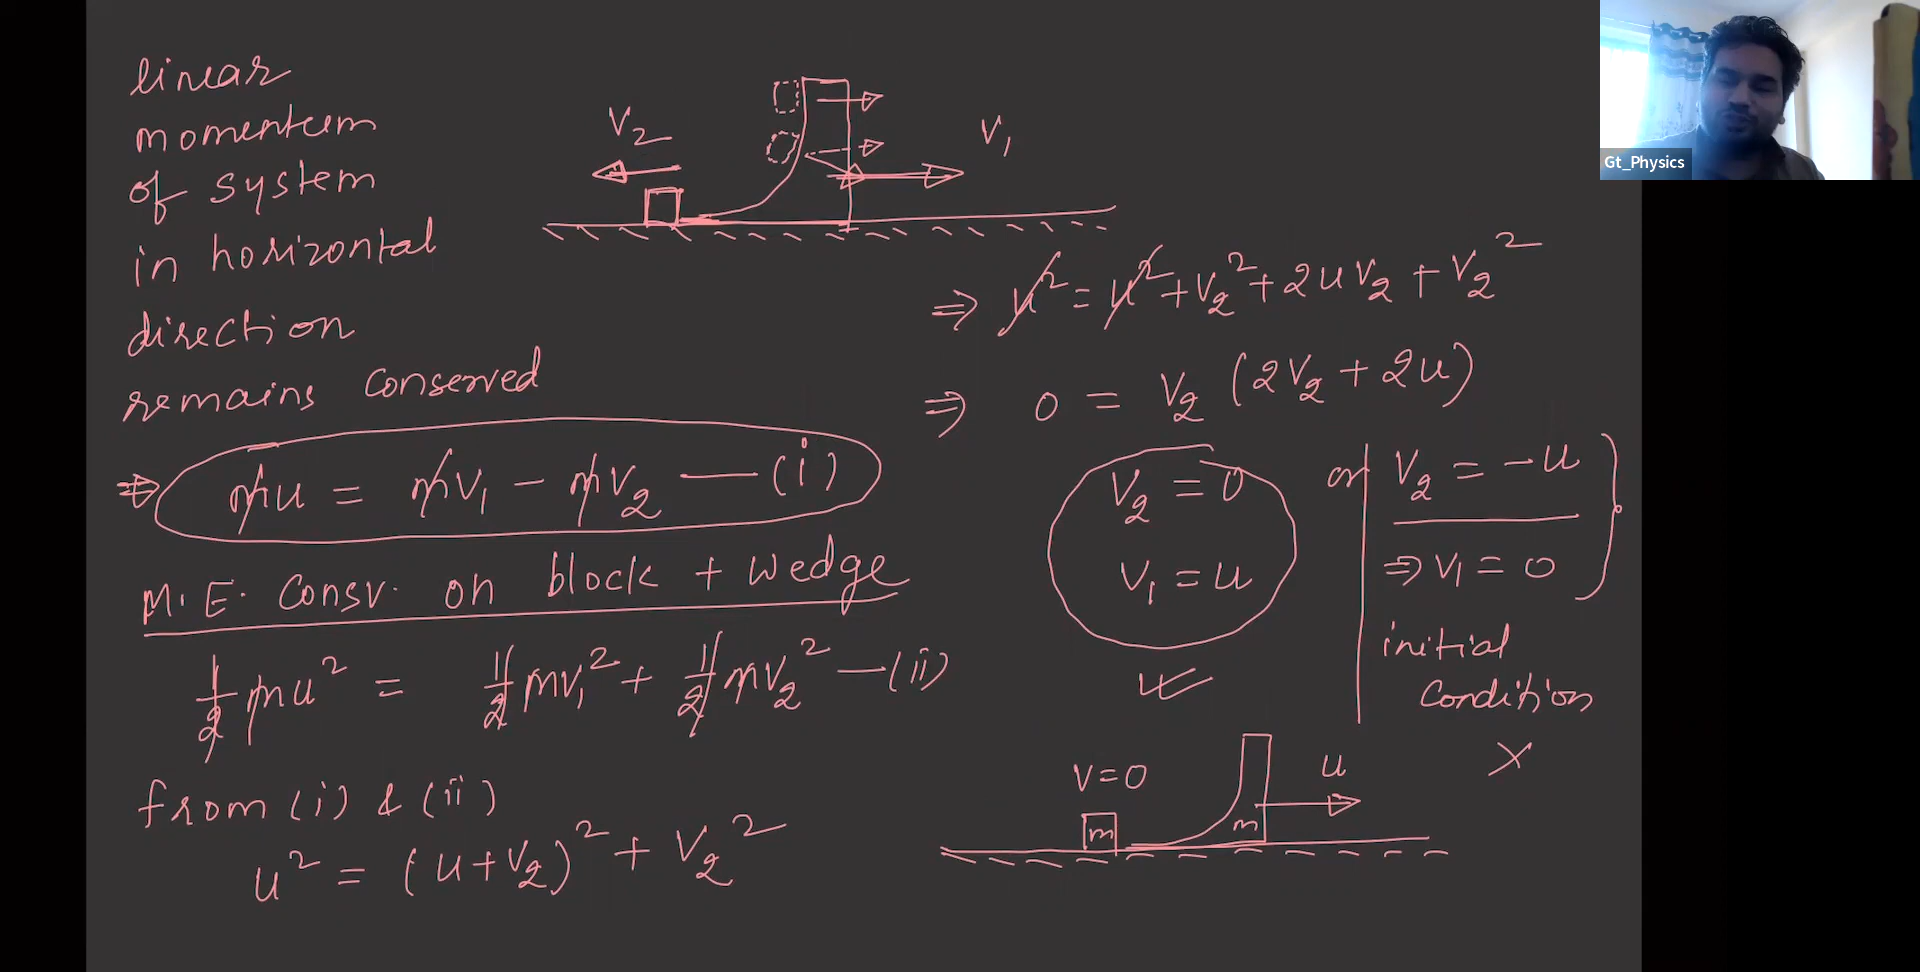 linear
momentum
of system
in horizontal
direction
remains conserved
⇒ mu = mv₁ - mv₂ — (i)
M.E. Consv. on block + wedge
½mu² = ½mv₁² + ½mv₂² — (ii)
from (i) & (ii)
u² = (u+v₂)² + v₂²
V₂
V₁
⇒ u² = u² + v₂² + 2uv₂ + v₂²
⇒ 0 = v₂ (2v₂ + 2u)
V₂ = 0
V₁ = u
or V₂ = -u
⇒ V₁ = 0
initial
condition
V=0
u
m
m
Gt_Physics